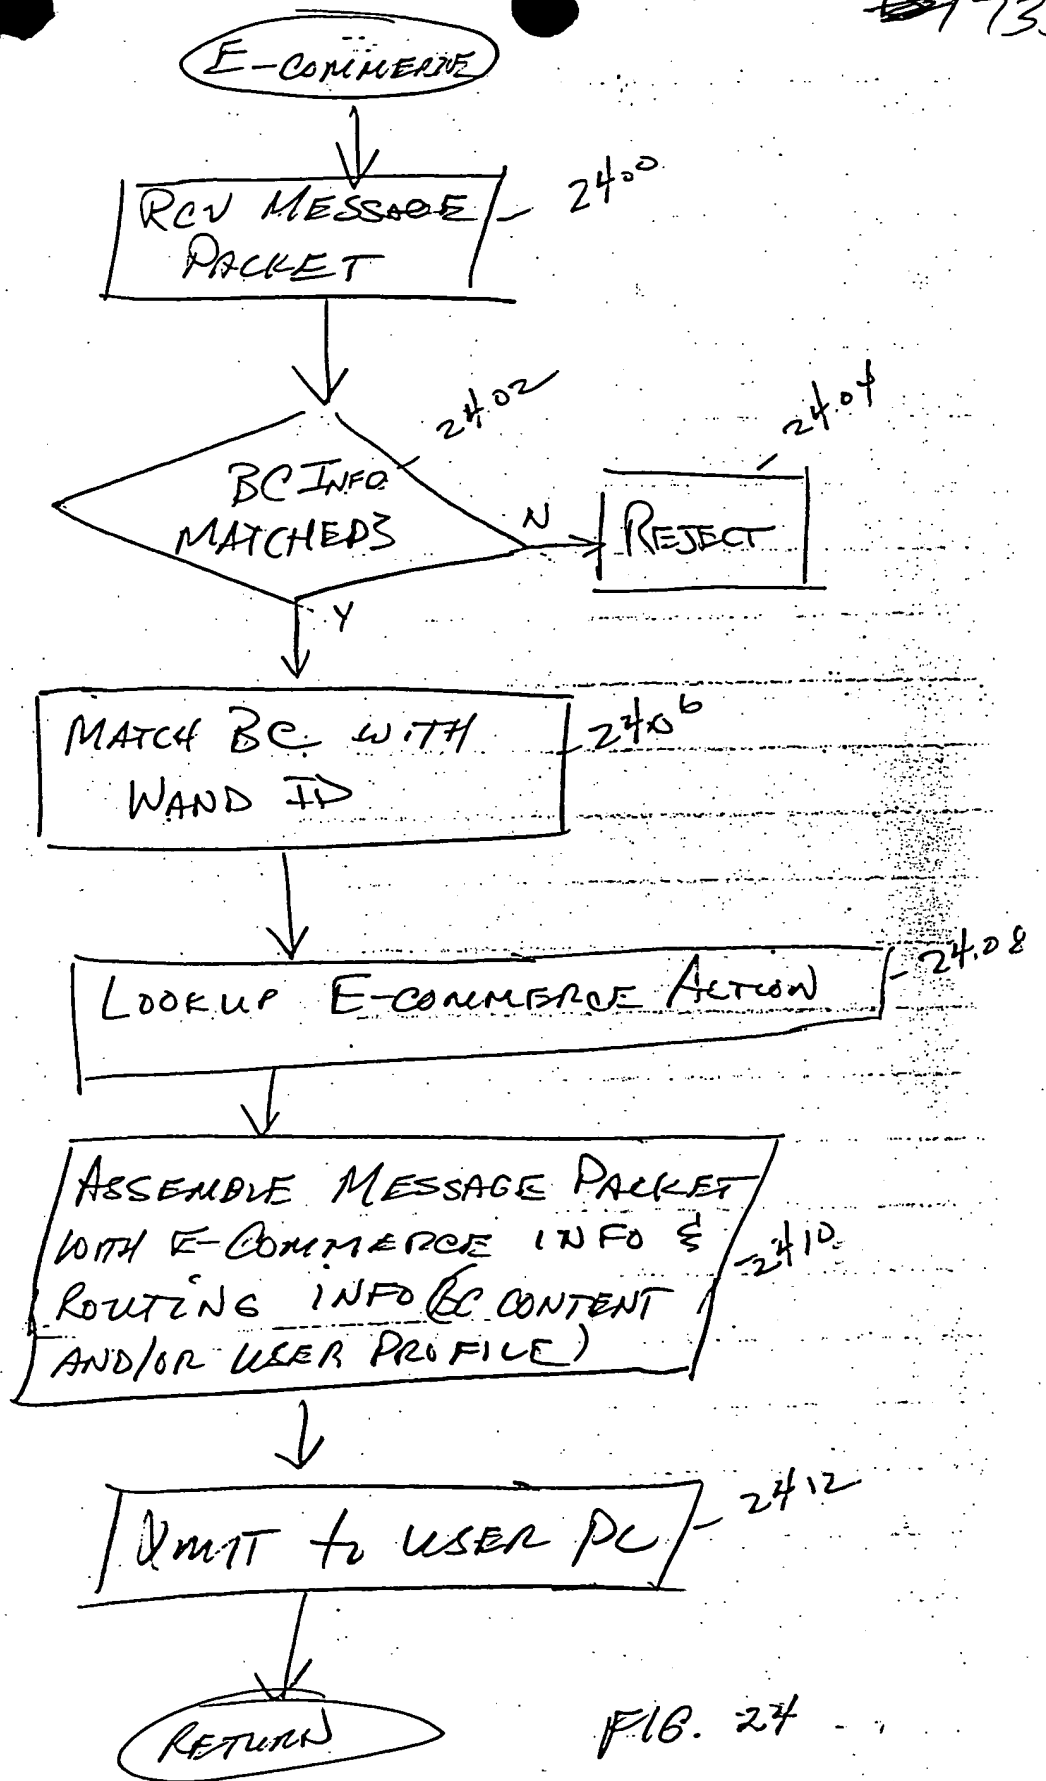 E-COMMERCE
RCV MESSAGE
PACKET
2400
2402
2404
BC INFO
MATCHED?
N
REJECT
Y
MATCH BC WITH
WAND ID
2406
LOOKUP E-COMMERCE ACTION
2408
ASSEMBLE MESSAGE PACKET
WITH E-COMMERCE INFO &
ROUTING INFO (BC CONTENT
AND/OR USER PROFILE)
2410
XMIT to USER PC
2412
RETURN
FIG. 24